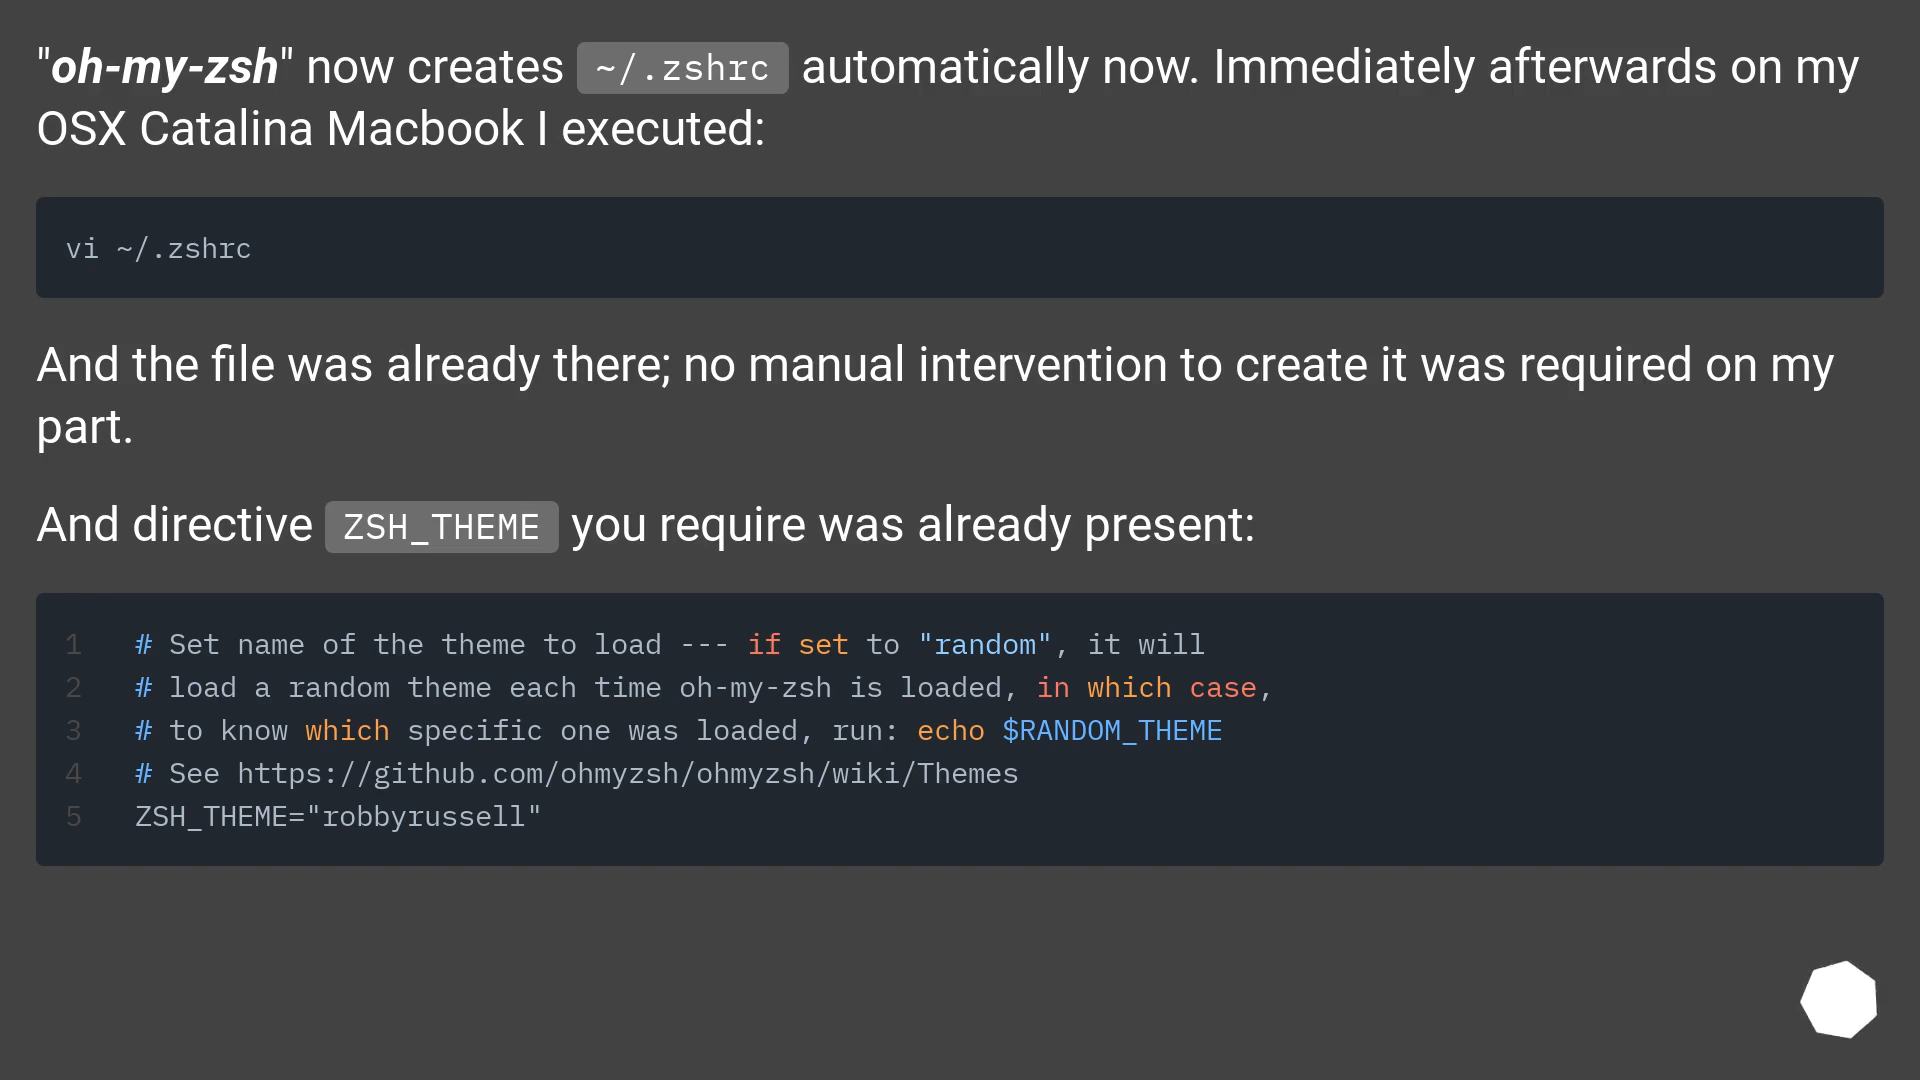 "oh-my-zsh" now creates ~/.zshrc automatically now. Immediately afterwards on my
OSX Catalina Macbook I executed:
vi ~/.zshrc
And the file was already there; no manual intervention to create it was required on my
part.
And directive ZSH_THEME you require was already present:
1 # Set name of the theme to load --- if set to "random", it will
2 # load a random theme each time oh-my-zsh is loaded, in which case,
3 # to know which specific one was loaded, run: echo $RANDOM_THEME
4 # See https://github.com/ohmyzsh/ohmyzsh/wiki/Themes
5 ZSH_THEME="robbyrussell"